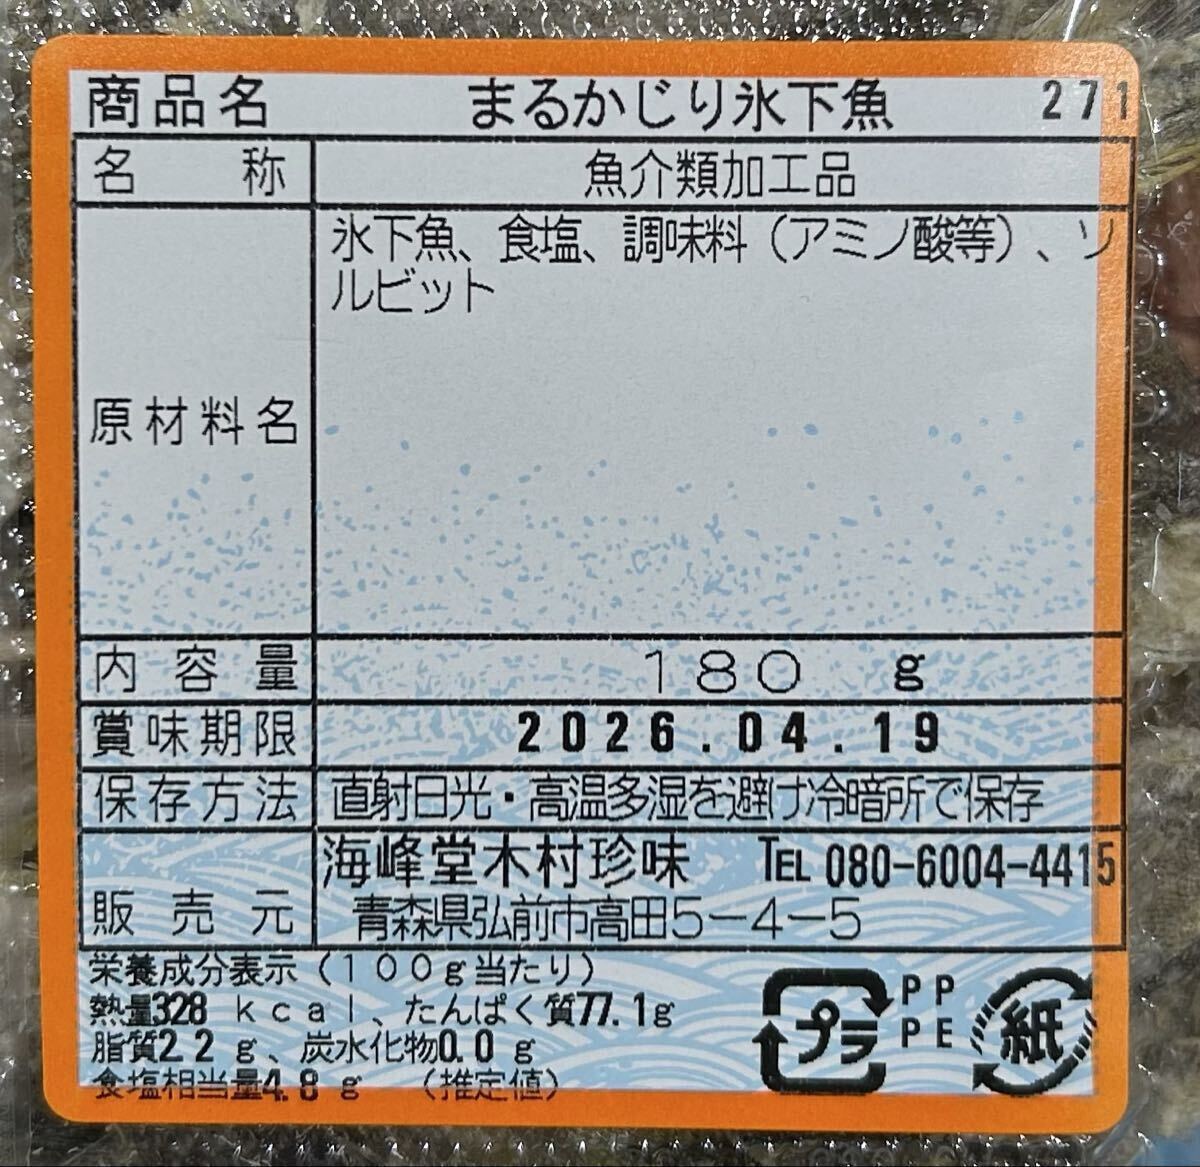 商品名 まるかじり氷下魚 271
名称 魚介類加工品
原材料名 氷下魚、食塩、調味料(アミノ酸等)、ソ
ルビット
内容量 180 g
賞味期限 2026.04.19
保存方法 直射日光・高温多湿を避け冷暗所で保存
販売元 海峰堂木村珍味 TEL 080-6004-4415
青森県弘前市高田5-4-5
栄養成分表示(100g当たり)
熱量328 kcal、たんぱく質77.1g
脂質2.2 g、炭水化物0.0 g
食塩相当量4.8 g (推定値)
プラ PP
PE
紙